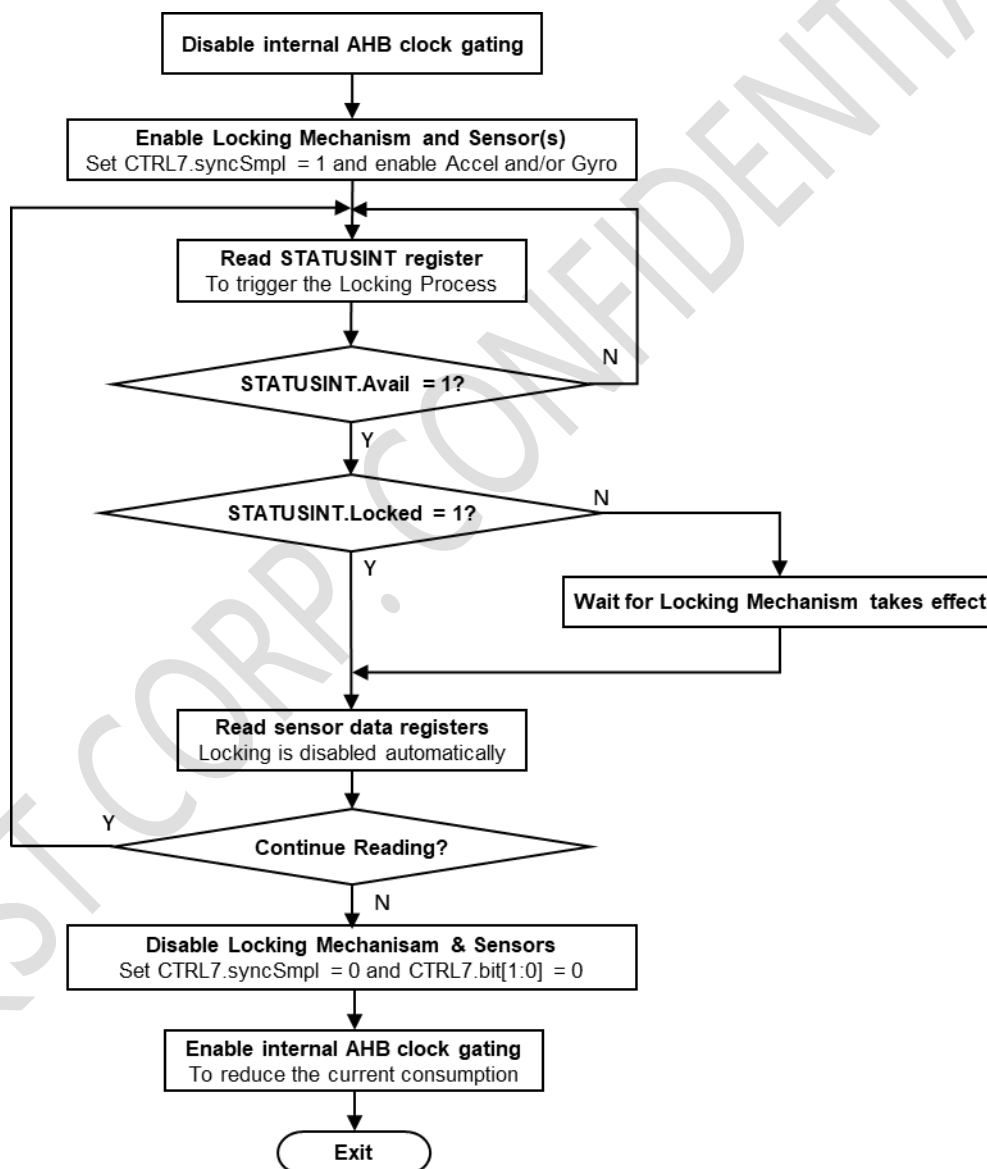 Disable internal AHB clock gating
Enable Locking Mechanism and Sensor(s)
Set CTRL7.syncSmpl = 1 and enable Accel and/or Gyro
Read STATUSINT register
To trigger the Locking Process
N
STATUSINT.Avail = 1?
Y
N
STATUSINT.Locked = 1?
Y
Wait for Locking Mechanism takes effect
Read sensor data registers
Locking is disabled automatically
Y
Continue Reading?
N
Disable Locking Mechanisam & Sensors
Set CTRL7.syncSmpl = 0 and CTRL7.bit[1:0] = 0
Enable internal AHB clock gating
To reduce the current consumption
Exit
RST CORP. CONFIDENTIA